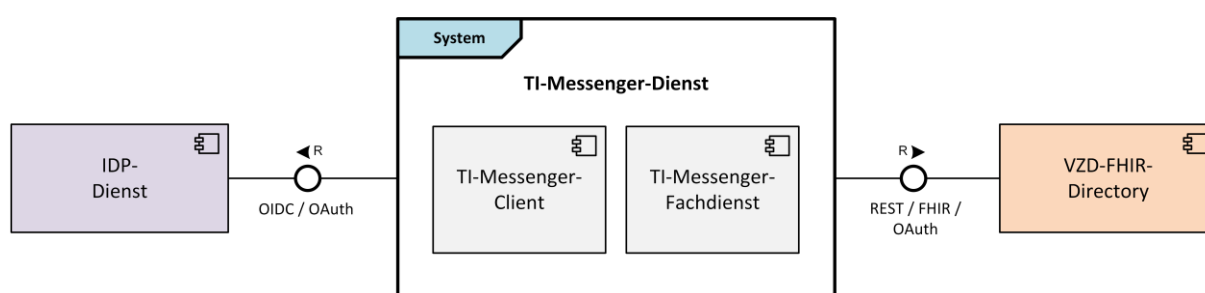 System
TI-Messenger-Dienst
IDP-
Dienst
R
OIDC / OAuth
TI-Messenger-
Client
TI-Messenger-
Fachdienst
R
REST / FHIR /
OAuth
VZD-FHIR-
Directory